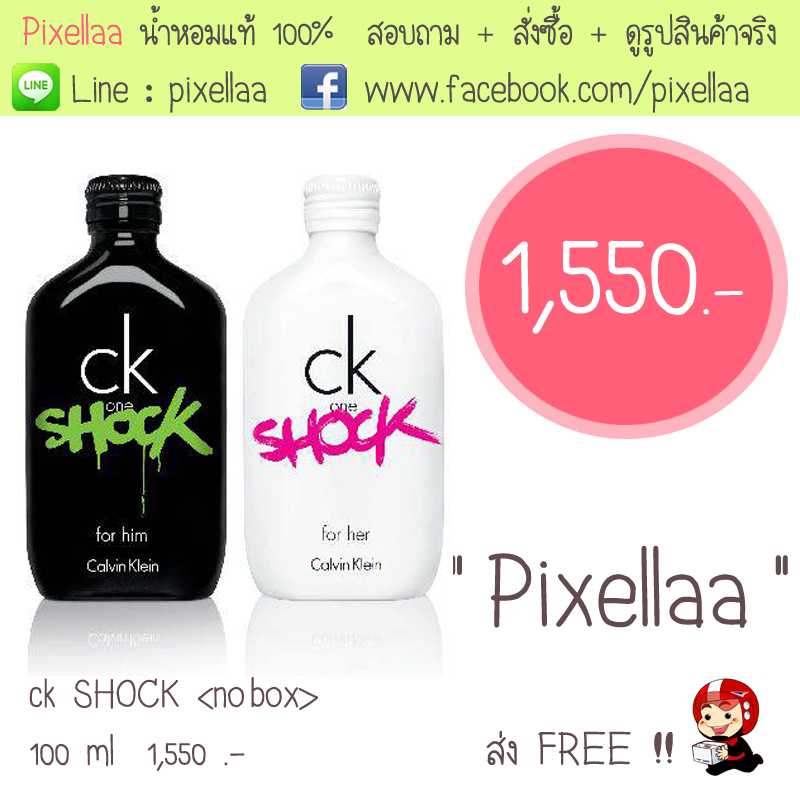 Pixellaa น้ำหอมแท้ 100% สอบถาม + สั่งซื้อ + ดูรูปสินค้าจริง
LINE Line : pixellaa f www.facebook.com/pixellaa
1,550.-
ck
one
SHOCK
for him
Calvin Klein
ck
one
SHOCK
for her
Calvin Klein
" Pixellaa "
ck SHOCK <no box>
100 ml 1,550 .-
ส่ง FREE !!